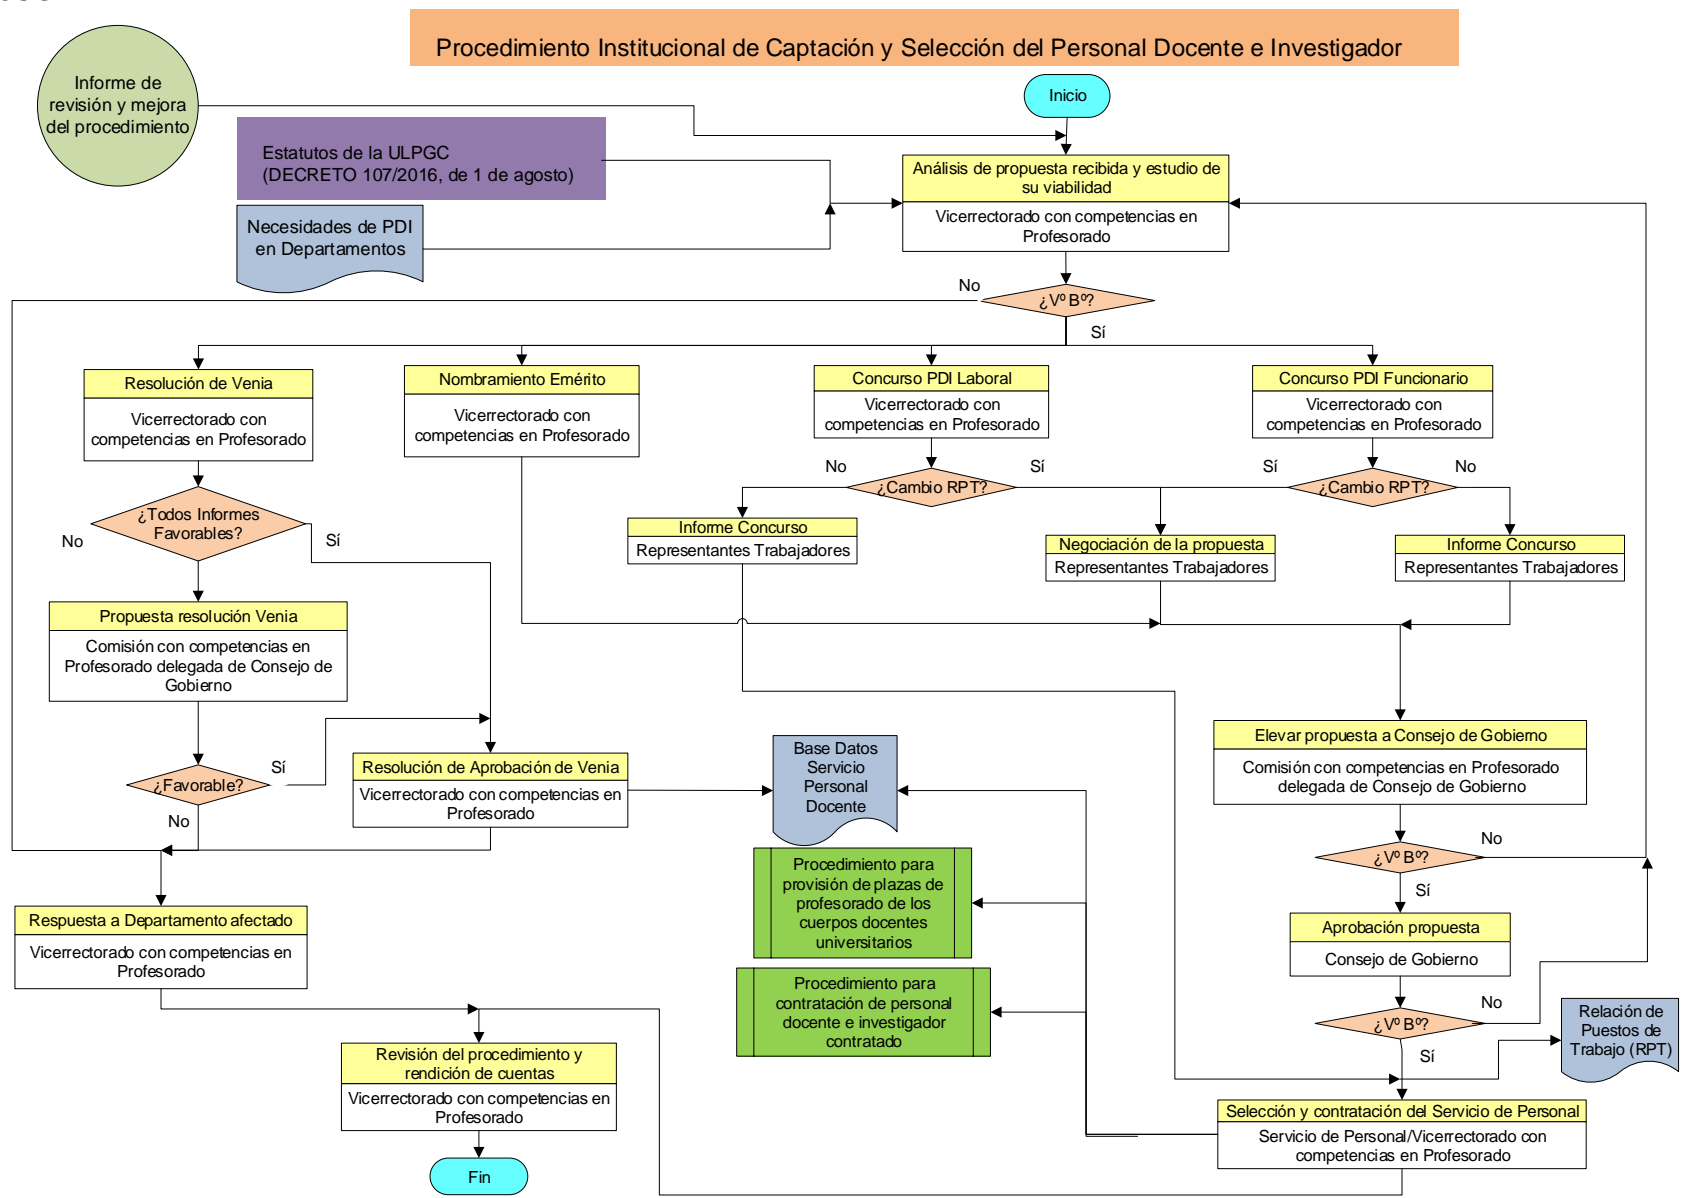 Procedimiento Institucional de Captación y Selección del Personal Docente e Investigador
Informe de
revisión y mejora
del procedimiento
Inicio
Estatutos de la ULPGC
(DECRETO 107/2016, de 1 de agosto)
Necesidades de PDI
en Departamentos
Análisis de propuesta recibida y estudio de
su viabilidad
Vicerrectorado con competencias en
Profesorado
No
¿Vº Bº?
Sí
Resolución de Venia
Vicerrectorado con
competencias en Profesorado
Nombramiento Emérito
Vicerrectorado con
competencias en Profesorado
Concurso PDI Laboral
Vicerrectorado con
competencias en Profesorado
Concurso PDI Funcionario
Vicerrectorado con
competencias en Profesorado
No
¿Cambio RPT?
Sí
Sí
¿Cambio RPT?
No
¿Todos Informes
Favorables?
No
Sí
Informe Concurso
Representantes Trabajadores
Negociación de la propuesta
Representantes Trabajadores
Informe Concurso
Representantes Trabajadores
Propuesta resolución Venia
Comisión con competencias en
Profesorado delegada de Consejo de
Gobierno
¿Favorable?
Sí
No
Resolución de Aprobación de Venia
Vicerrectorado con competencias en
Profesorado
Base Datos
Servicio
Personal
Docente
Elevar propuesta a Consejo de Gobierno
Comisión con competencias en Profesorado
delegada de Consejo de Gobierno
¿Vº Bº?
No
Sí
Procedimiento para
provisión de plazas de
profesorado de los
cuerpos docentes
universitarios
Respuesta a Departamento afectado
Vicerrectorado con competencias en
Profesorado
Aprobación propuesta
Consejo de Gobierno
Procedimiento para
contratación de personal
docente e investigador
contratado
¿Vº Bº?
No
Sí
Relación de
Puestos de
Trabajo (RPT)
Revisión del procedimiento y
rendición de cuentas
Vicerrectorado con competencias en
Profesorado
Selección y contratación del Servicio de Personal
Servicio de Personal/Vicerrectorado con
competencias en Profesorado
Fin